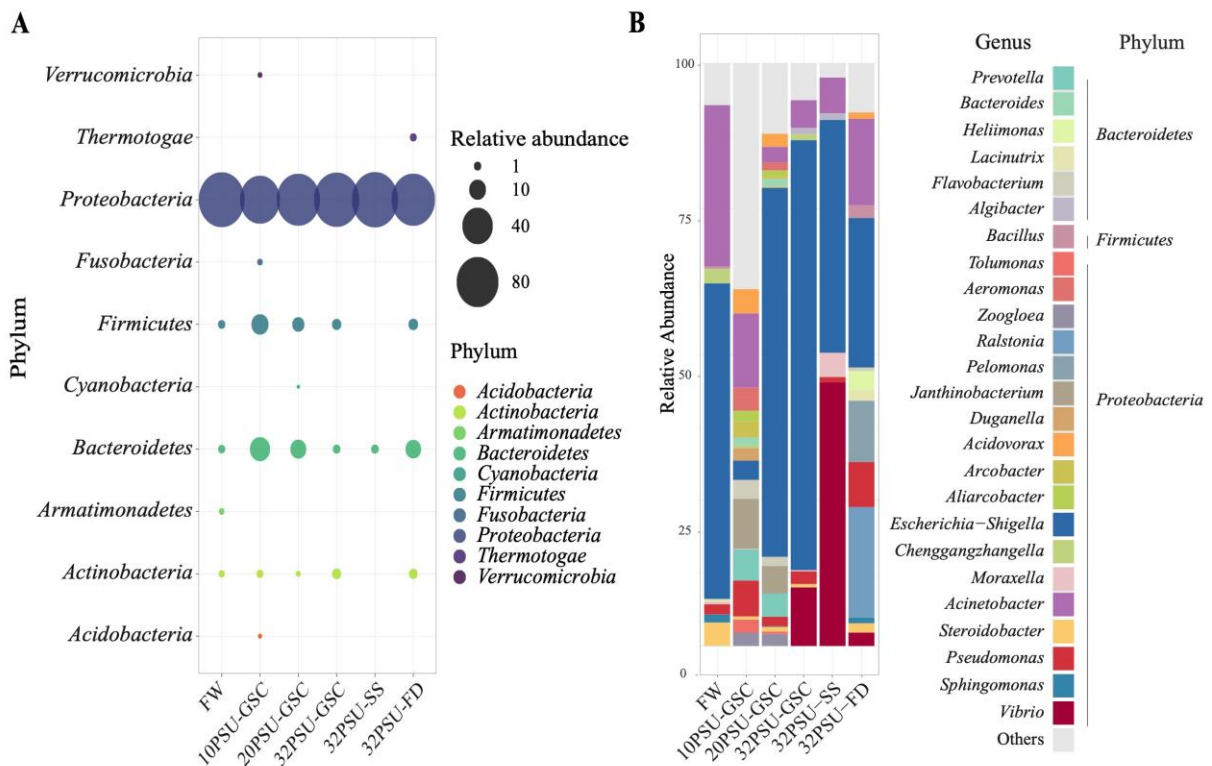 A
Phylum
Verrucomicrobia
Thermotogae
Proteobacteria
Fusobacteria
Firmicutes
Cyanobacteria
Bacteroidetes
Armatimonadetes
Actinobacteria
Acidobacteria
FW
10PSU-GSC
20PSU-GSC
32PSU-GSC
32PSU-SS
32PSU-FD
Relative abundance
1
10
40
80
Phylum
Acidobacteria
Actinobacteria
Armatimonadetes
Bacteroidetes
Cyanobacteria
Firmicutes
Fusobacteria
Proteobacteria
Thermotogae
Verrucomicrobia
B
Relative Abundance
100
75
50
25
0
FW
10PSU-GSC
20PSU-GSC
32PSU-GSC
32PSU-SS
32PSU-FD
Genus
Prevotella
Bacteroides
Heliimonas
Lacinutrix
Flavobacterium
Algibacter
Bacillus
Tolumonas
Aeromonas
Zoogloea
Ralstonia
Pelomonas
Janthinobacterium
Duganella
Acidovorax
Arcobacter
Aliarcobacter
Escherichia-Shigella
Chenggangzhangella
Moraxella
Acinetobacter
Steroidobacter
Pseudomonas
Sphingomonas
Vibrio
Others
Phylum
Bacteroidetes
Firmicutes
Proteobacteria